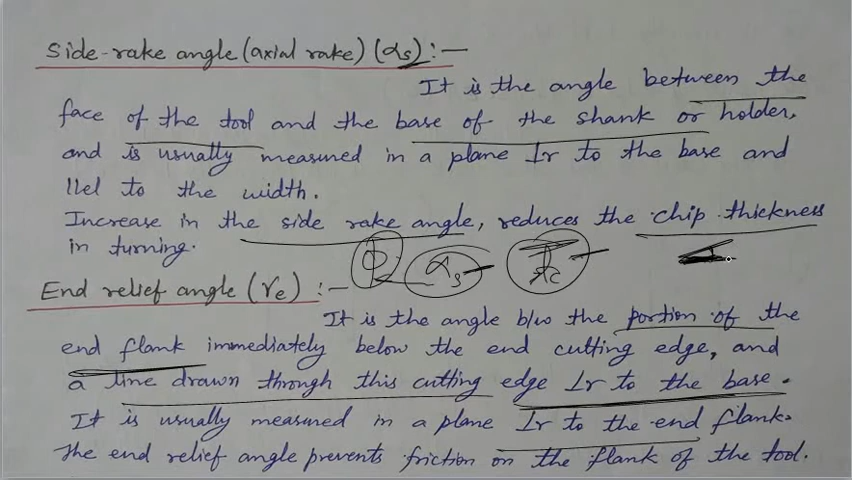 Side-rake angle (axial rake) (αs) :-
It is the angle between the
face of the tool and the base of the shank or holder,
and is usually measured in a plane ⊥r to the base and
llel to the width.
Increase in the side rake angle, reduces the chip thickness
in turning.
Φ αs tc
End relief angle (γe) :-
It is the angle b/w the portion of the
end flank immediately below the end cutting edge, and
a line drawn through this cutting edge ⊥r to the base.
It is usually measured in a plane ⊥r to the end flank.
The end relief angle prevents friction on the flank of the tool.